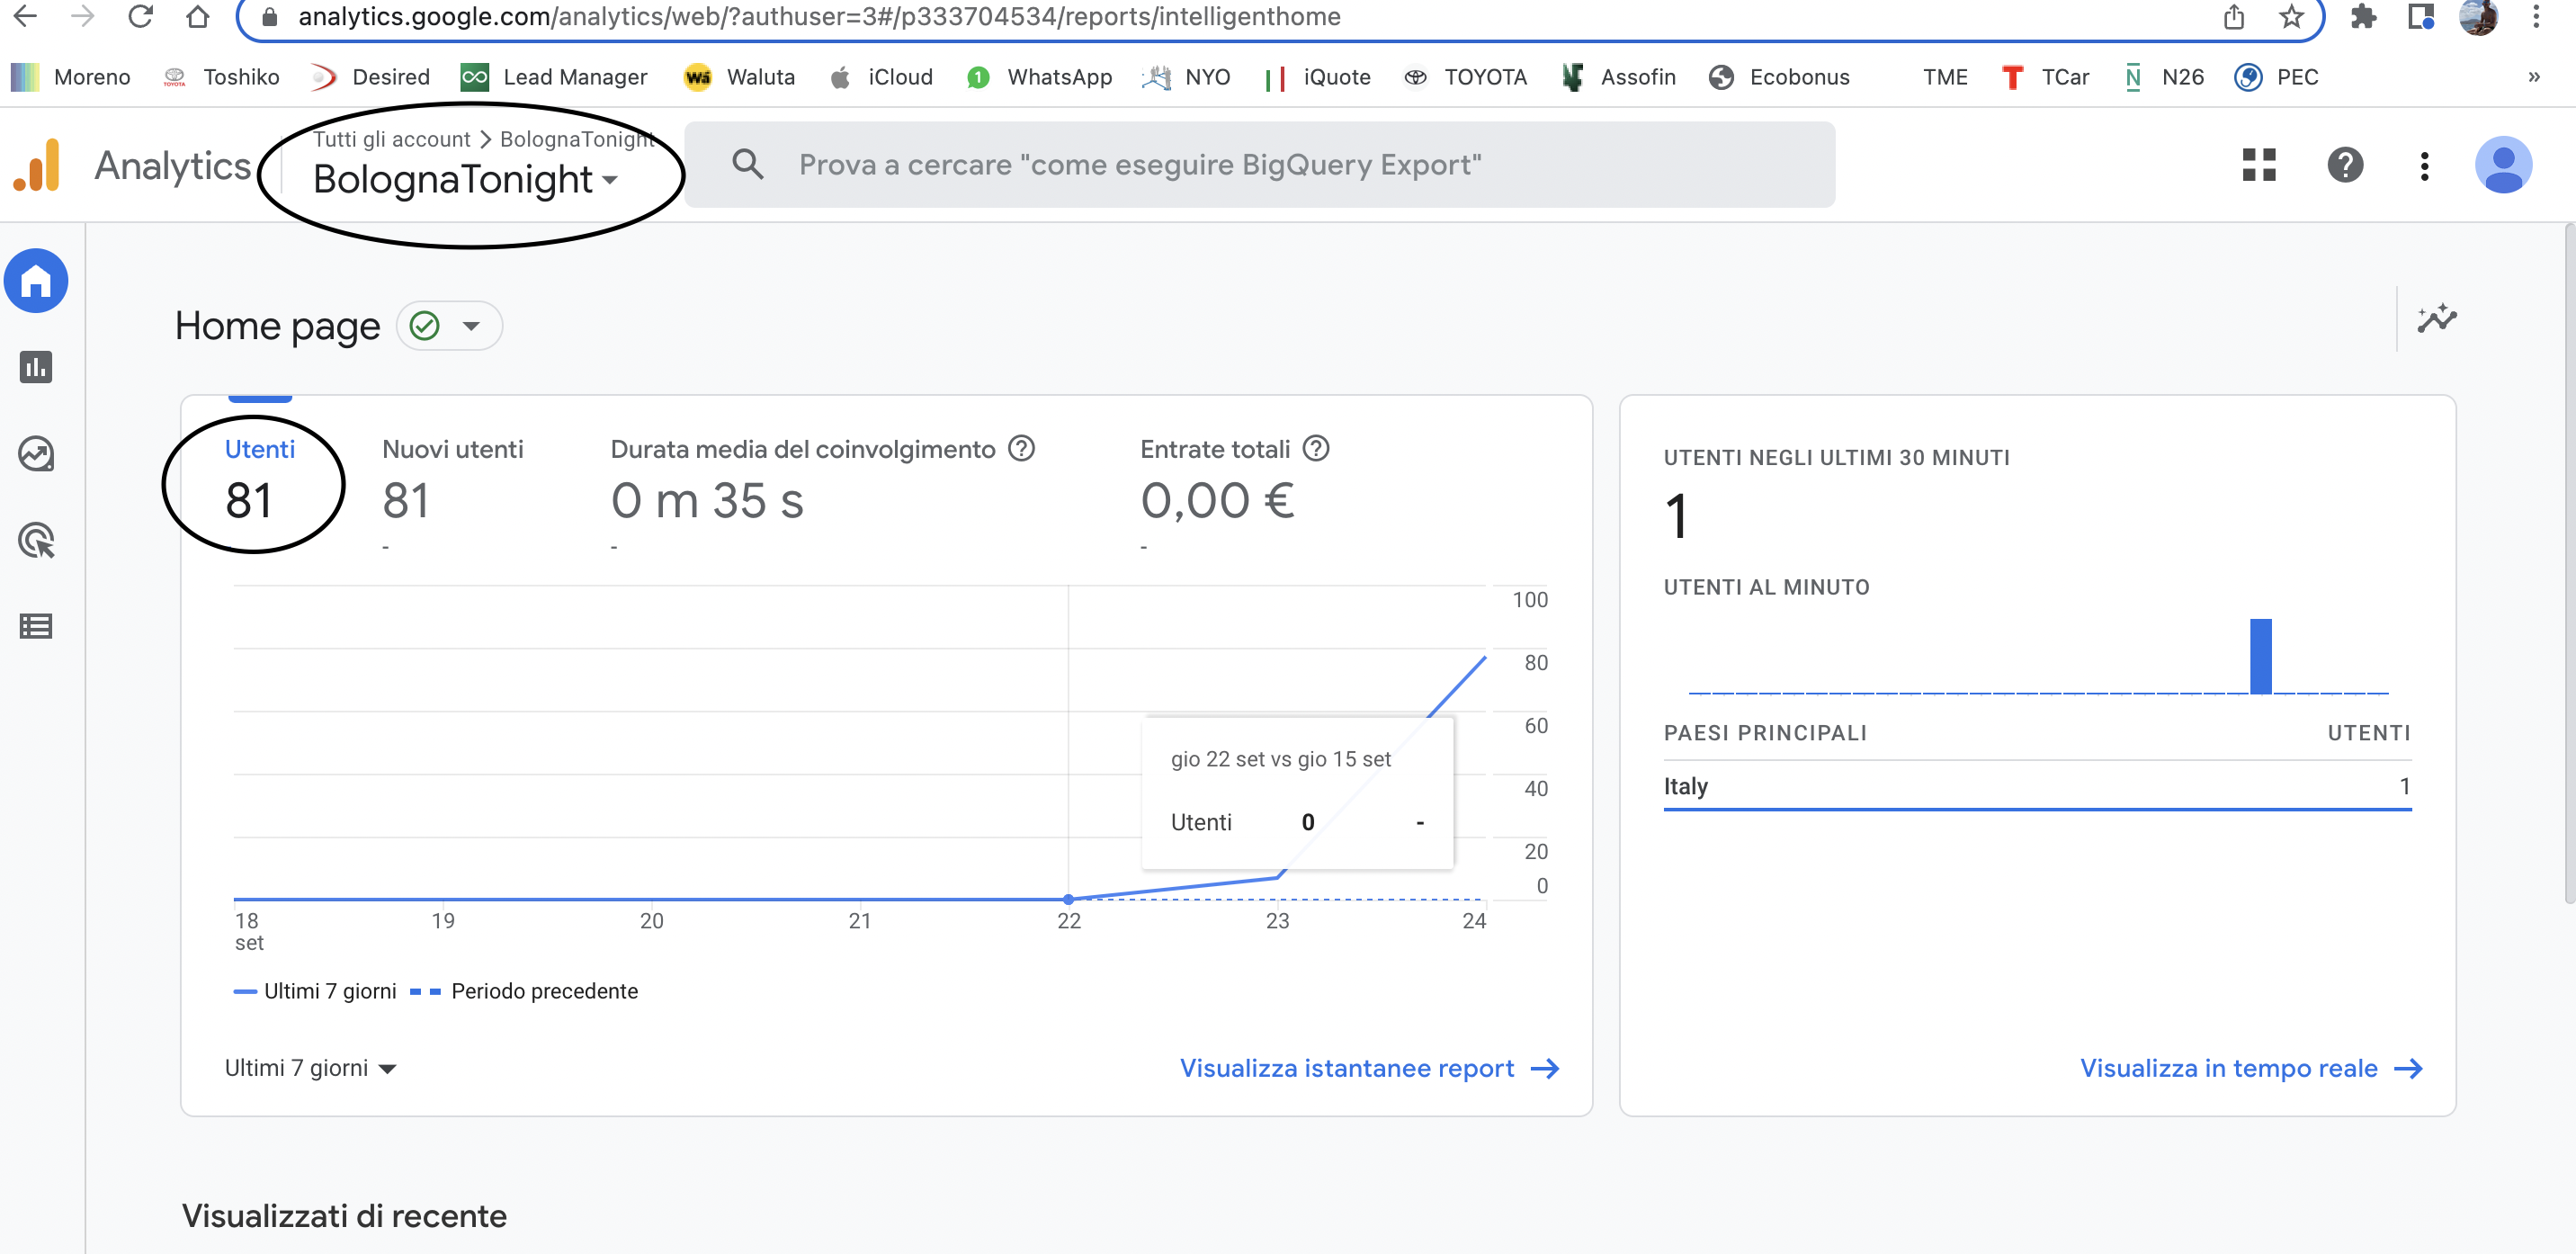 analytics.google.com/analytics/web/?authuser=3#/p333704534/reports/intelligenthome
Moreno Toshiko Desired Lead Manager Waluta iCloud 1 WhatsApp NYO iQuote TOYOTA Assofin Ecobonus TME TCar N26 PEC »
Tutti gli account > BolognaTonight
Analytics BolognaTonight
Prova a cercare "come eseguire BigQuery Export"
Home page
Utenti Nuovi utenti Durata media del coinvolgimento Entrate totali
81 81 0 m 35 s 0,00 €
- - -
100
80
60
40
20
0
gio 22 set vs gio 15 set
Utenti 0 -
18 19 20 21 22 23 24
set
Ultimi 7 giorni Periodo precedente
Ultimi 7 giorni Visualizza istantanee report →
UTENTI NEGLI ULTIMI 30 MINUTI
1
UTENTI AL MINUTO
PAESI PRINCIPALI UTENTI
Italy 1
Visualizza in tempo reale →
Visualizzati di recente